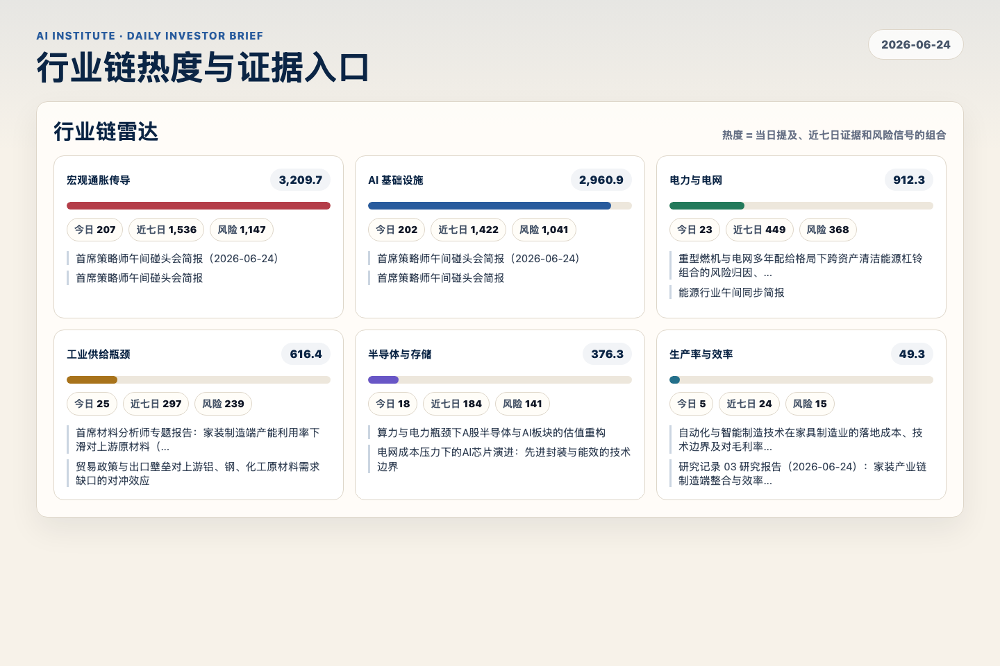 AI INSTITUTE · DAILY INVESTOR BRIEF
行业链热度与证据入口
2026-06-24
行业链雷达
热度 = 当日提及、近七日证据和风险信号的组合
宏观通胀传导
3,209.7
今日 207
近七日 1,536
风险 1,147
首席策略师午间碰头会简报（2026-06-24）
首席策略师午间碰头会简报
AI 基础设施
2,960.9
今日 202
近七日 1,422
风险 1,041
首席策略师午间碰头会简报（2026-06-24）
首席策略师午间碰头会简报
电力与电网
912.3
今日 23
近七日 449
风险 368
重型燃机与电网多年配给格局下跨资产清洁能源杠铃
组合的风险归因、...
能源行业午间同步简报
工业供给瓶颈
616.4
今日 25
近七日 297
风险 239
首席材料分析师专题报告：家装制造端产能利用率下
滑对上游原材料（...
贸易政策与出口壁垒对上游铝、钢、化工原材料需求
缺口的对冲效应
半导体与存储
376.3
今日 18
近七日 184
风险 141
算力与电力瓶颈下A股半导体与AI板块的估值重构
电网成本压力下的AI芯片演进：先进封装与能效的技术
边界
生产率与效率
49.3
今日 5
近七日 24
风险 15
自动化与智能制造技术在家具制造业的落地成本、技
术边界及对毛利率...
研究记录 03 研究报告（2026-06-24）：家装产业链
制造端整合与效率...